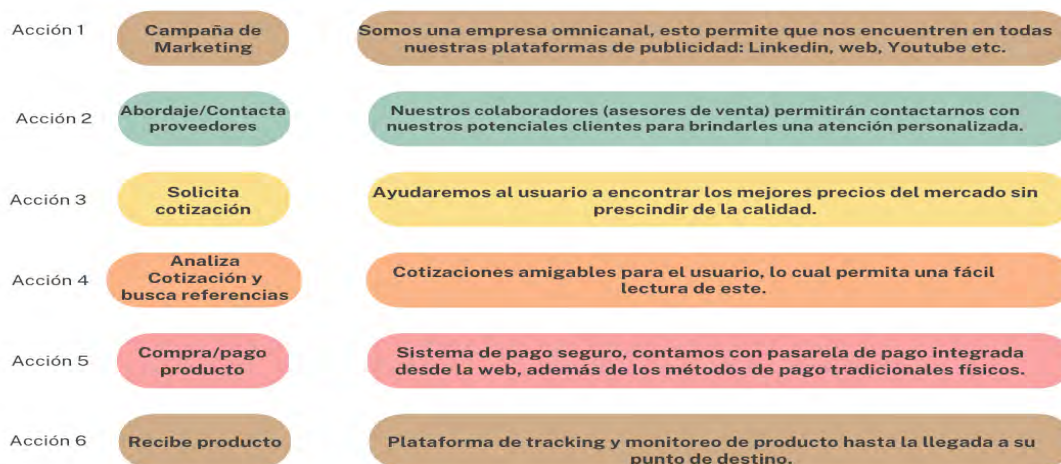 Acción 1
Campaña de
Marketing
Somos una empresa omnicanal, esto permite que nos encuentren en todas
nuestras plataformas de publicidad: Linkedin, web, Youtube etc.
Acción 2
Abordaje/Contacta
proveedores
Nuestros colaboradores (asesores de venta) permitirán contactarnos con
nuestros potenciales clientes para brindarles una atención personalizada.
Acción 3
Solicita
cotización
Ayudaremos al usuario a encontrar los mejores precios del mercado sin
prescindir de la calidad.
Acción 4
Analiza
Cotización y
busca referencias
Cotizaciones amigables para el usuario, lo cual permita una fácil
lectura de este.
Acción 5
Compra/pago
producto
Sistema de pago seguro, contamos con pasarela de pago integrada
desde la web, además de los métodos de pago tradicionales físicos.
Acción 6
Recibe producto
Plataforma de tracking y monitoreo de producto hasta la llegada a su
punto de destino.